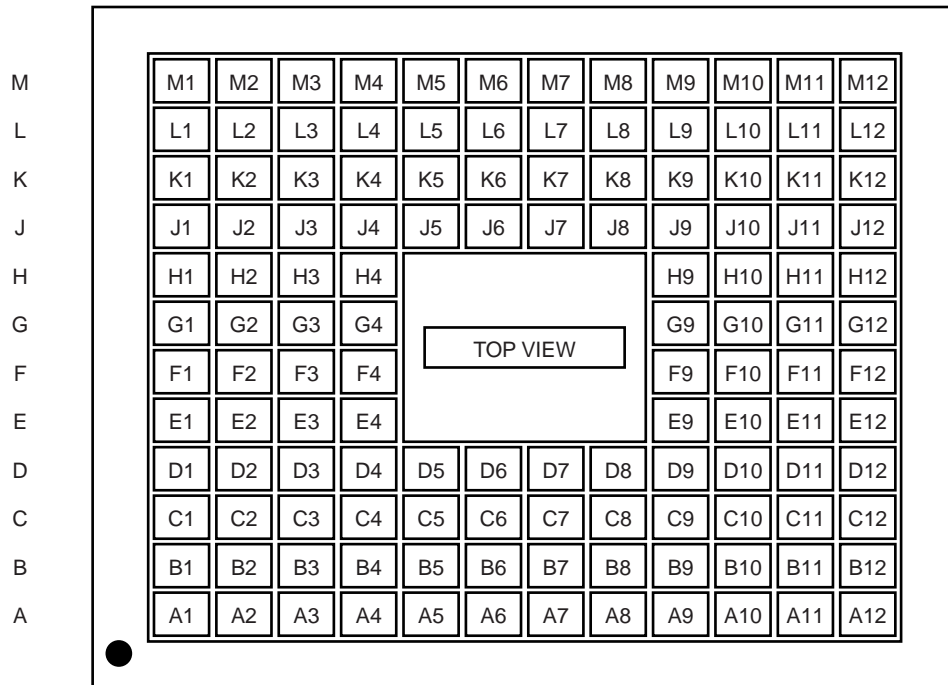 M M1 M2 M3 M4 M5 M6 M7 M8 M9 M10 M11 M12
L L1 L2 L3 L4 L5 L6 L7 L8 L9 L10 L11 L12
K K1 K2 K3 K4 K5 K6 K7 K8 K9 K10 K11 K12
J J1 J2 J3 J4 J5 J6 J7 J8 J9 J10 J11 J12
H H1 H2 H3 H4 H9 H10 H11 H12
G G1 G2 G3 G4 G9 G10 G11 G12
TOP VIEW
F F1 F2 F3 F4 F9 F10 F11 F12
E E1 E2 E3 E4 E9 E10 E11 E12
D D1 D2 D3 D4 D5 D6 D7 D8 D9 D10 D11 D12
C C1 C2 C3 C4 C5 C6 C7 C8 C9 C10 C11 C12
B B1 B2 B3 B4 B5 B6 B7 B8 B9 B10 B11 B12
A A1 A2 A3 A4 A5 A6 A7 A8 A9 A10 A11 A12